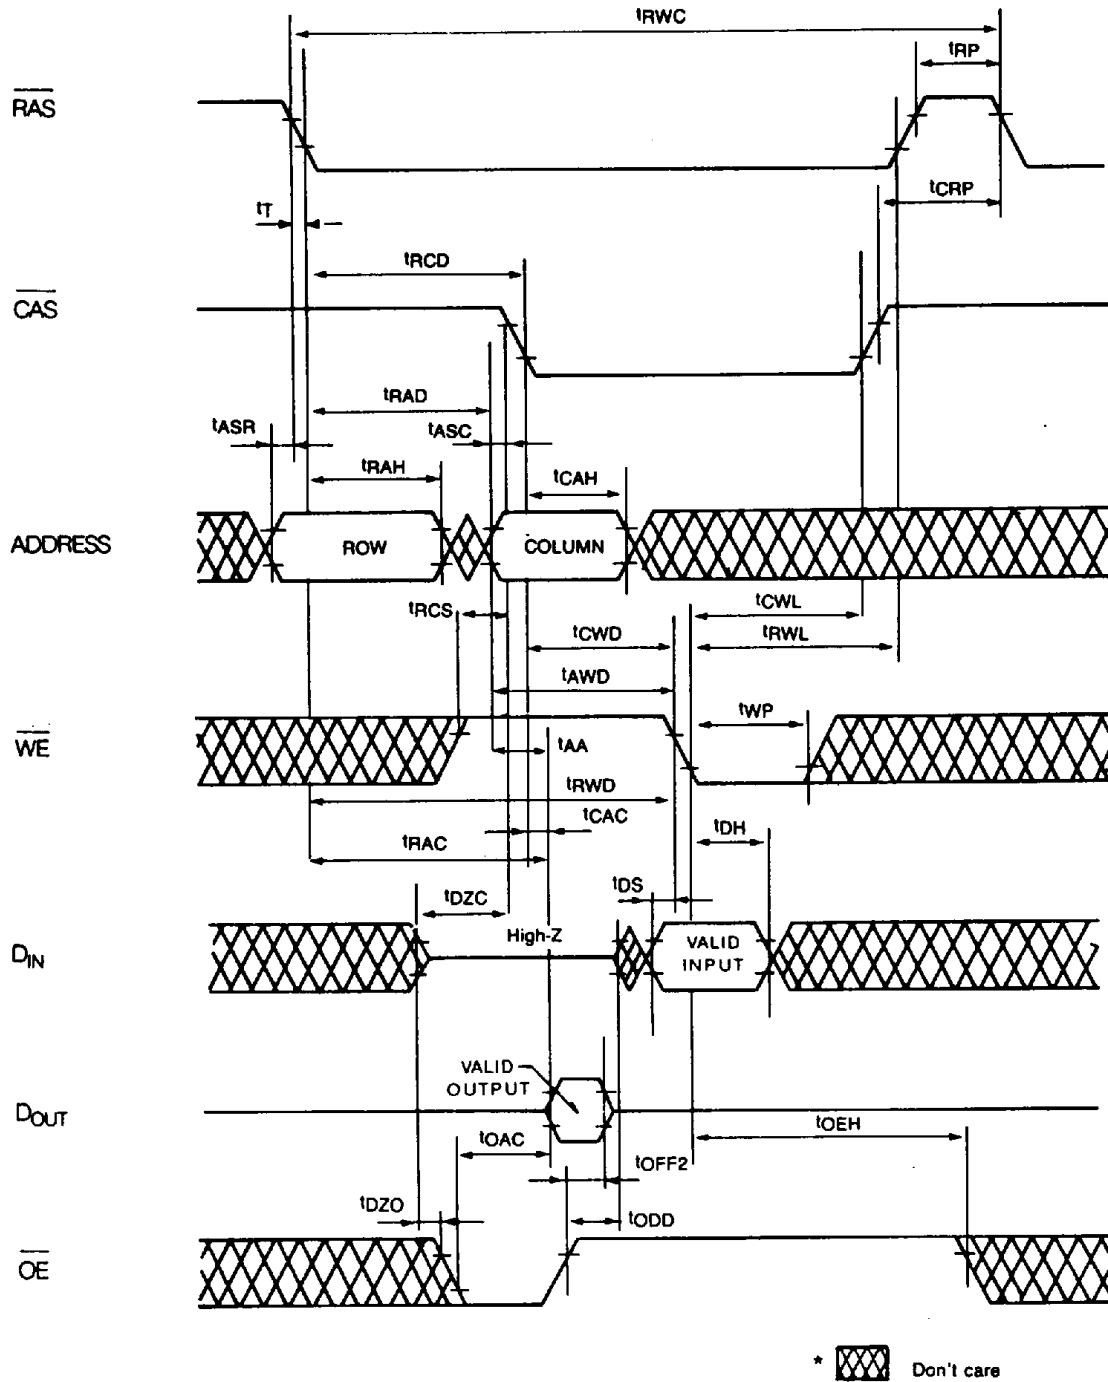 tRWC
tRP
RAS
tCRP
tT
tRCD
CAS
tRAD
tASR
tASC
tRAH
tCAH
ADDRESS
ROW
COLUMN
tRCS
tCWL
tCWD
tRWL
tAWD
tWP
WE
tAA
tRWD
tCAC
tRAC
tDH
tDS
tDZC
High-Z
DIN
VALID
INPUT
VALID
OUTPUT
DOUT
tOEH
tOAC
tOFF2
tDZO
tODD
OE
* Don't care